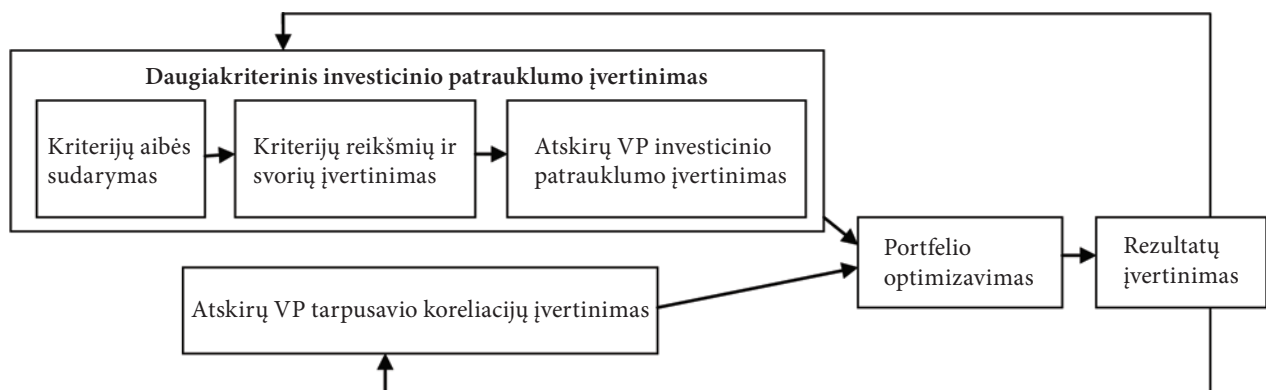 Daugiakriterinis investicinio patrauklumo įvertinimas
Kriterijų aibės
sudarymas
Kriterijų reikšmių ir
svorių įvertinimas
Atskirų VP investicinio
patrauklumo įvertinimas
Portfelio
optimizavimas
Rezultatų
įvertinimas
Atskirų VP tarpusavio koreliacijų įvertinimas